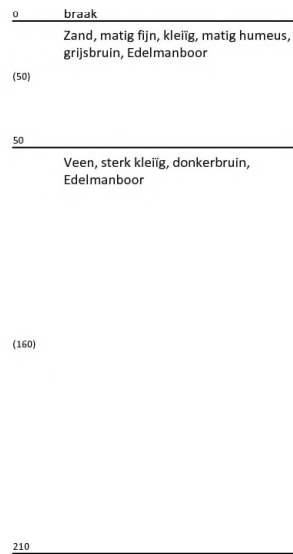 0 braak
Zand, matig fijn, kleiïg, matig humeus,
grijsbruin, Edelmanboor
(50)
50
Veen, sterk kleiïg, donkerbruin,
Edelmanboor
(160)
210